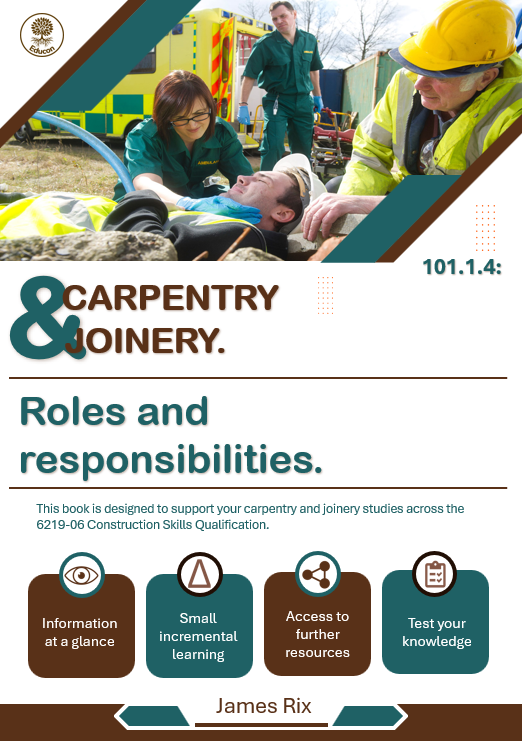 Educon
AMBULANCE
101.1.4:
&
CARPENTRY
JOINERY.
Roles and
responsibilities.
This book is designed to support your carpentry and joinery studies across the
6219-06 Construction Skills Qualification.
Information
at a glance
Small
incremental
learning
Access to
further
resources
Test your
knowledge
James Rix